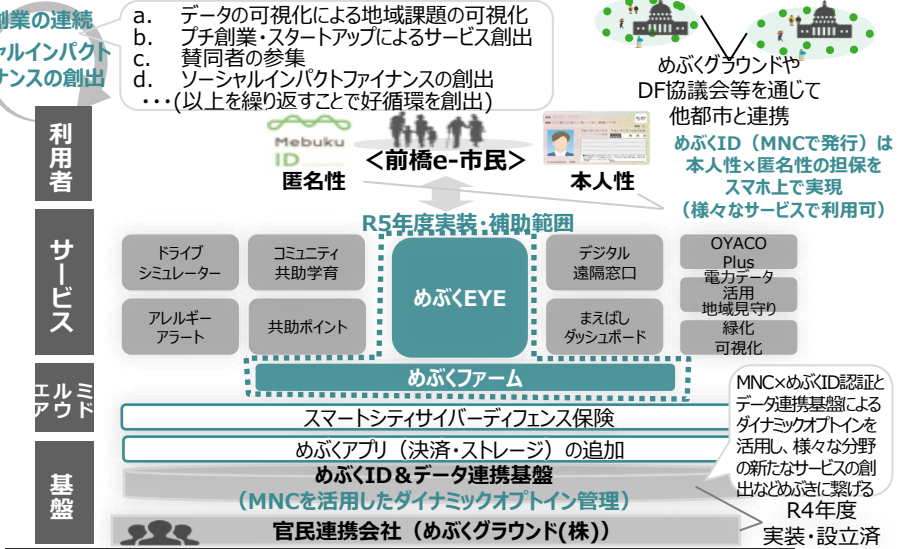 創業の連続
ャルインパクト
ナンスの創出
a. データの可視化による地域課題の可視化
b. プチ創業・スタートアップによるサービス創出
c. 賛同者の参集
d. ソーシャルインパクトファイナンスの創出
・・・(以上を繰り返すことで好循環を創出)
めぶくグラウンドや
DF協議会等を通じて
他都市と連携
利用者
Mebuku
ID
匿名性
<前橋e-市民>
本人性
めぶくID(MNCで発行)は
本人性×匿名性の担保を
スマホ上で実現
(様々なサービスで利用可)
R5年度実装・補助範囲
サービス
ドライブ
シミュレーター
コミュニティ
共助学育
アレルギー
アラート
共助ポイント
めぶくEYE
デジタル
遠隔窓口
まえばし
ダッシュボード
OYACO
Plus
電力データ
活用
地域見守り
緑化
可視化
ミドルウエア
めぶくファーム
スマートシティサイバーディフェンス保険
MNC×めぶくID認証と
データ連携基盤による
ダイナミックオプトインを
活用し、様々な分野
の新たなサービスの創
出などめぶきに繋げる
基盤
めぶくアプリ(決済・ストレージ)の追加
めぶくID&データ連携基盤
(MNCを活用したダイナミックオプトイン管理)
官民連携会社(めぶくグラウンド(株))
R4年度
実装・設立済